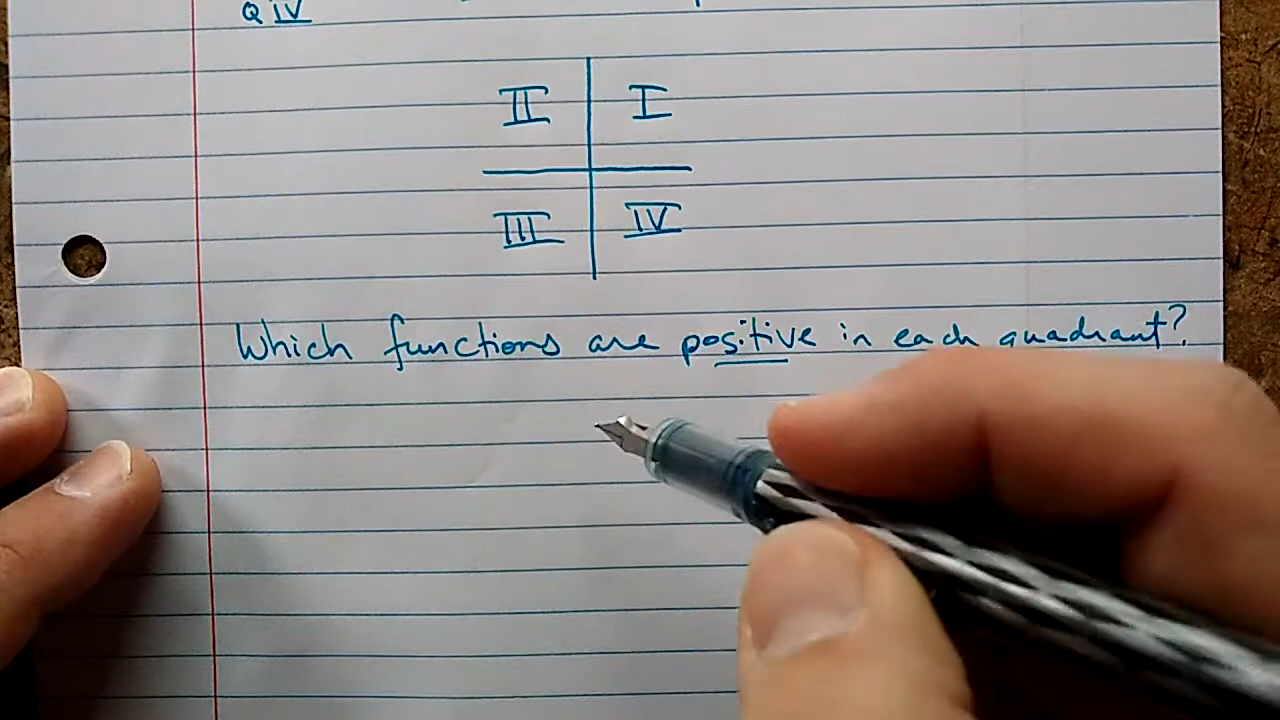 Q IV
II I
III IV
Which functions are positive in each quadrant?